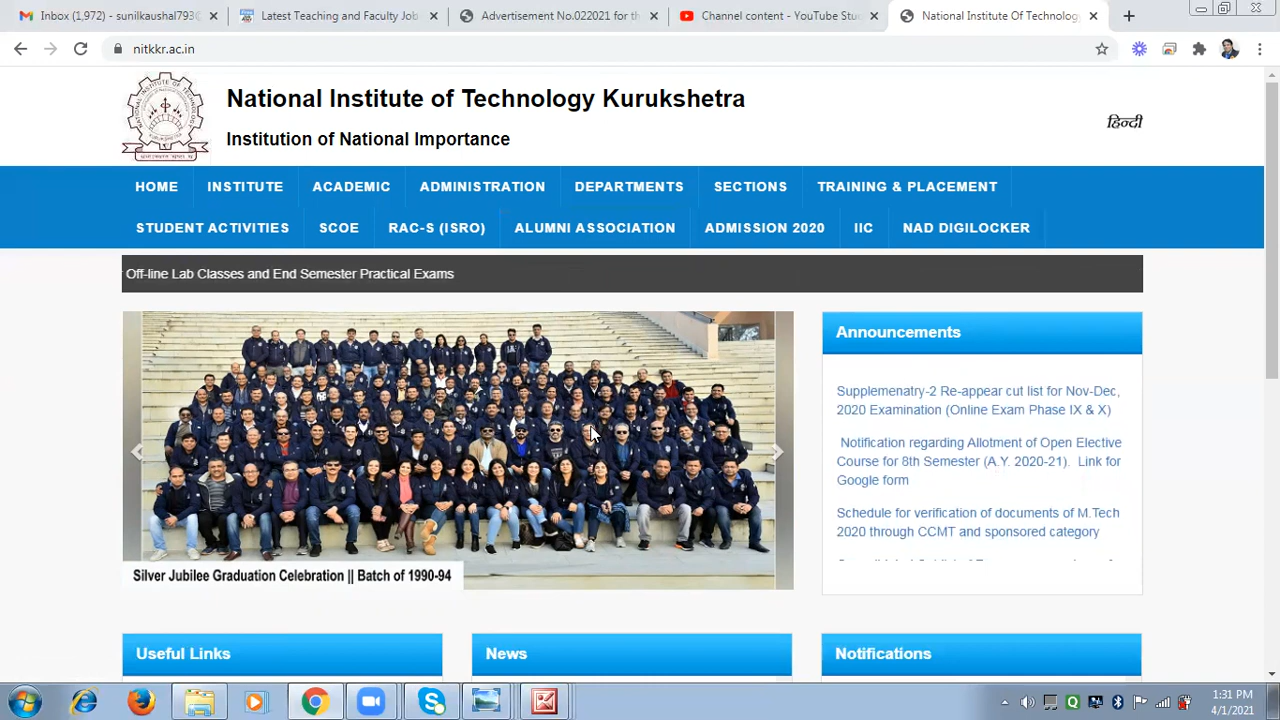 Inbox (1,972) - sunilkaushal793@
Latest Teaching and Faculty Job
Advertisement No.022021 for th
Channel content - YouTube Stu
National Institute Of Technology,
nitkkr.ac.in
National Institute of Technology Kurukshetra
Institution of National Importance
हिन्दी
HOME INSTITUTE ACADEMIC ADMINISTRATION DEPARTMENTS SECTIONS TRAINING & PLACEMENT
STUDENT ACTIVITIES SCOE RAC-S (ISRO) ALUMNI ASSOCIATION ADMISSION 2020 IIC NAD DIGILOCKER
Off-line Lab Classes and End Semester Practical Exams
Silver Jubilee Graduation Celebration || Batch of 1990-94
Announcements
Supplemenatry-2 Re-appear cut list for Nov-Dec,
2020 Examination (Online Exam Phase IX & X)
Notification regarding Allotment of Open Elective
Course for 8th Semester (A.Y. 2020-21). Link for
Google form
Schedule for verification of documents of M.Tech
2020 through CCMT and sponsored category
Useful Links
News
Notifications
1:31 PM
4/1/2021